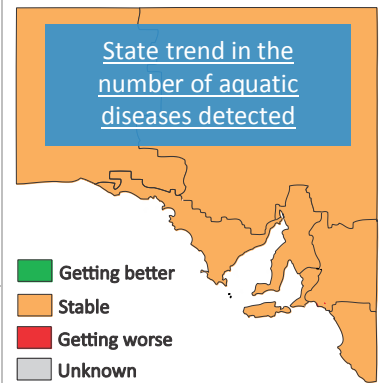 State trend in the
number of aquatic
diseases detected
Getting better
Stable
Getting worse
Unknown